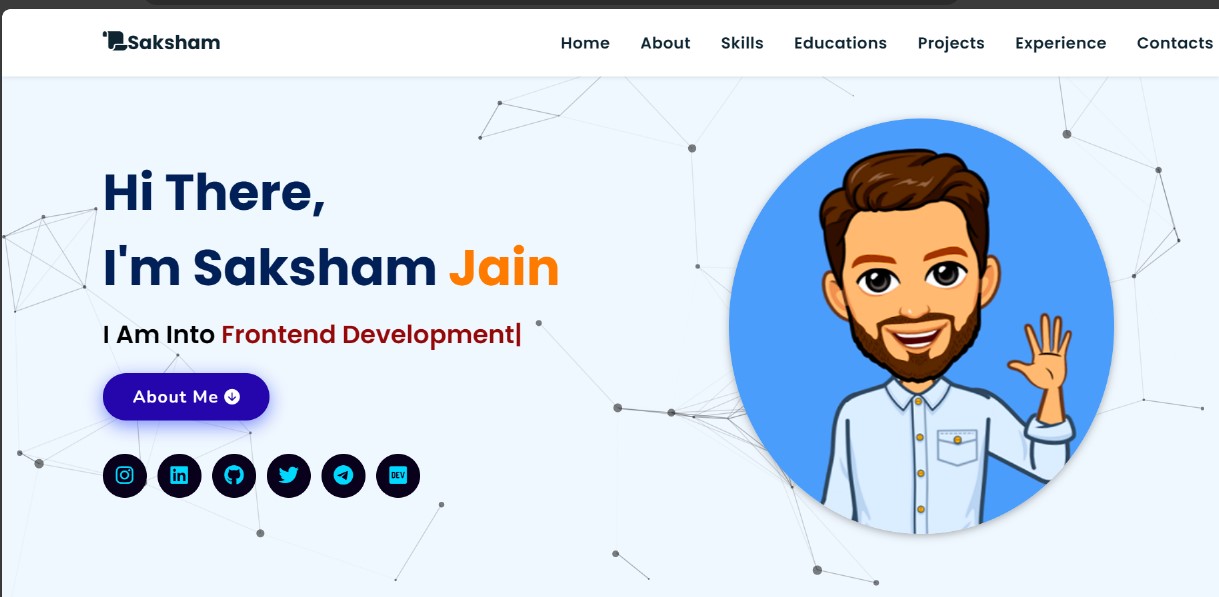 Saksham
Home About Skills Educations Projects Experience Contacts
Hi There,
I'm Saksham Jain
I Am Into Frontend Development|
About Me
DEV